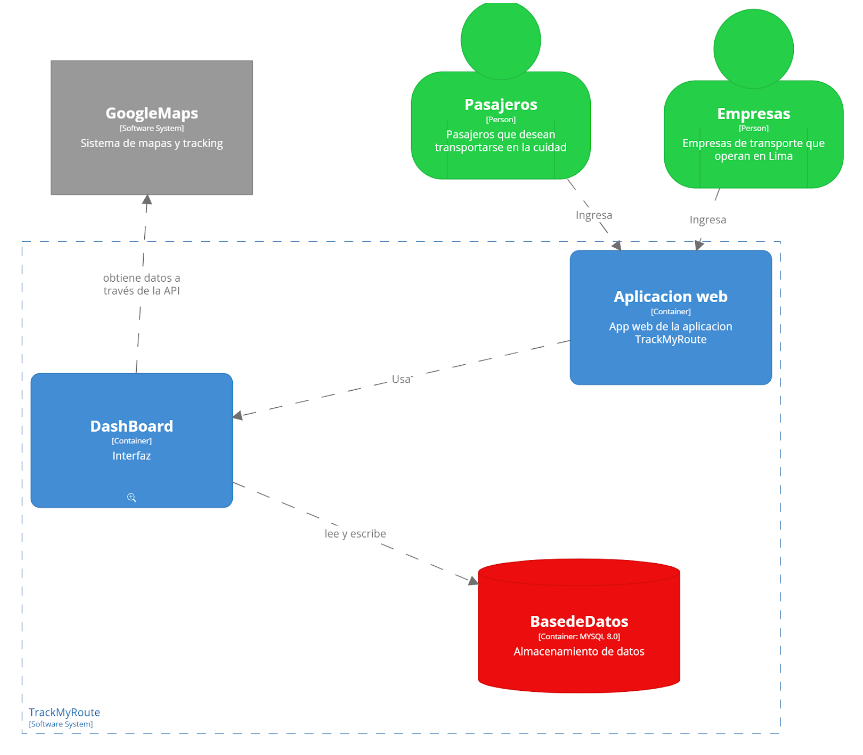 GoogleMaps
[Software System]
Sistema de mapas y tracking
Pasajeros
[Person]
Pasajeros que desean
transportarse en la cuidad
Empresas
[Person]
Empresas de transporte que
operan en Lima
Ingresa
Ingresa
obtiene datos a
través de la API
Aplicacion web
[Container]
App web de la aplicacion
TrackMyRoute
Usa
DashBoard
[Container]
Interfaz
lee y escribe
BasedeDatos
[Container: MYSQL 8.0]
Almacenamiento de datos
TrackMyRoute
[Software System]